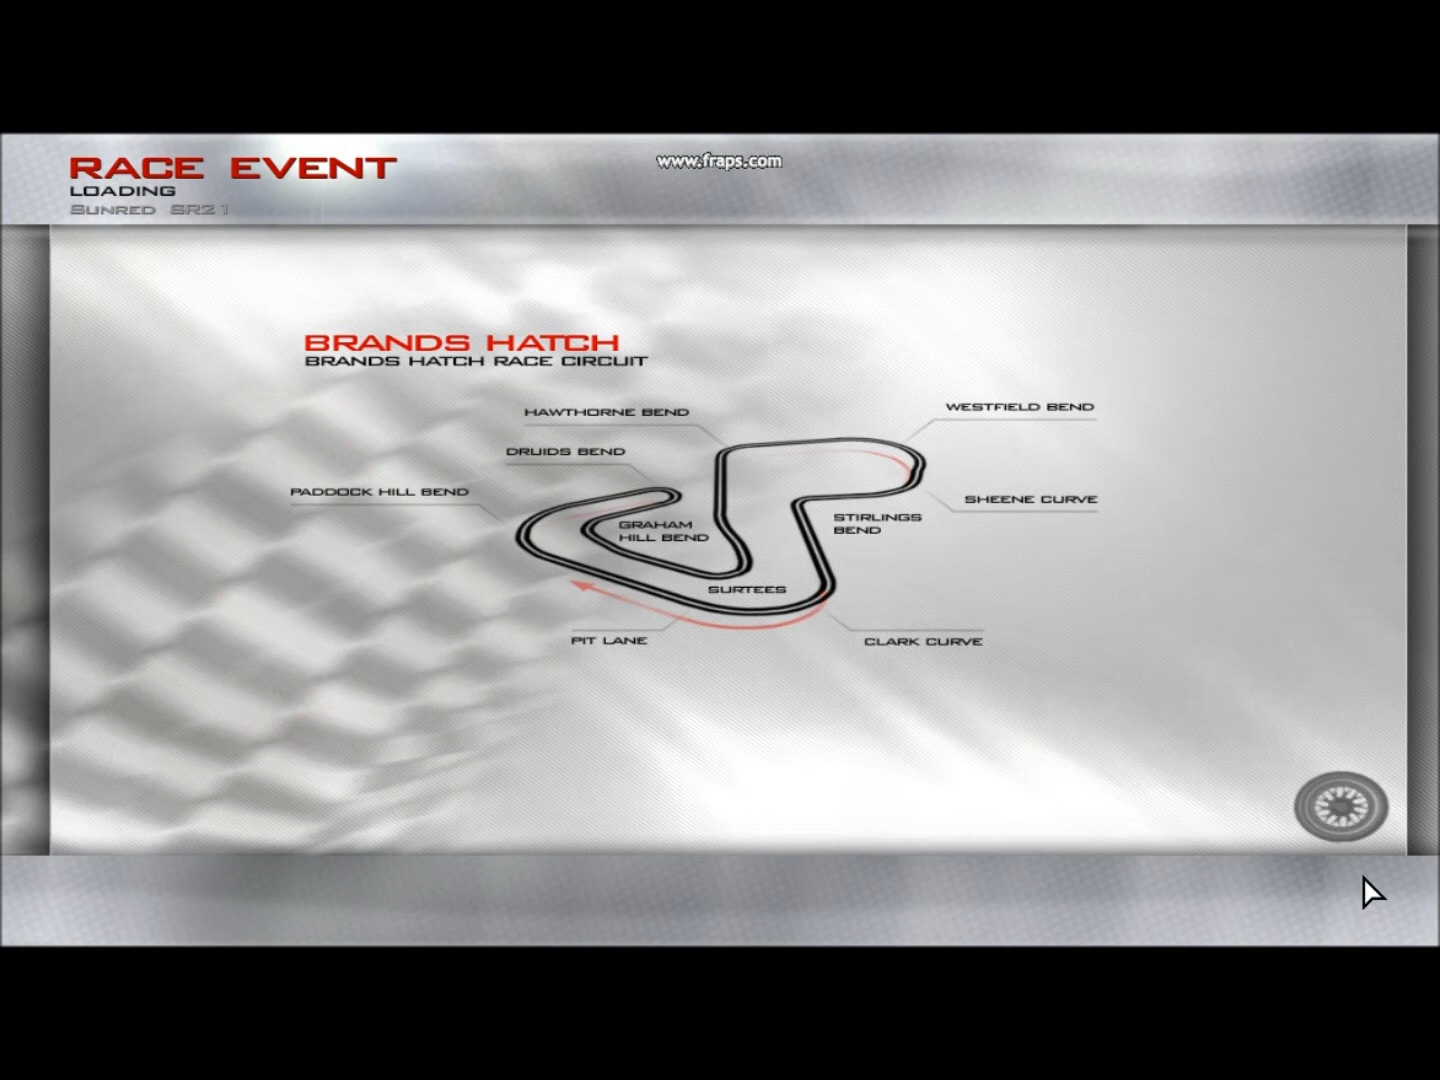 RACE EVENT
www.fraps.com
LOADING
SUNRED SR21
BRANDS HATCH
BRANDS HATCH RACE CIRCUIT
HAWTHORNE BEND
WESTFIELD BEND
DRUIDS BEND
PADDOCK HILL BEND
SHEENE CURVE
GRAHAM
HILL BEND
STIRLINGS
BEND
SURTEES
PIT LANE
CLARK CURVE